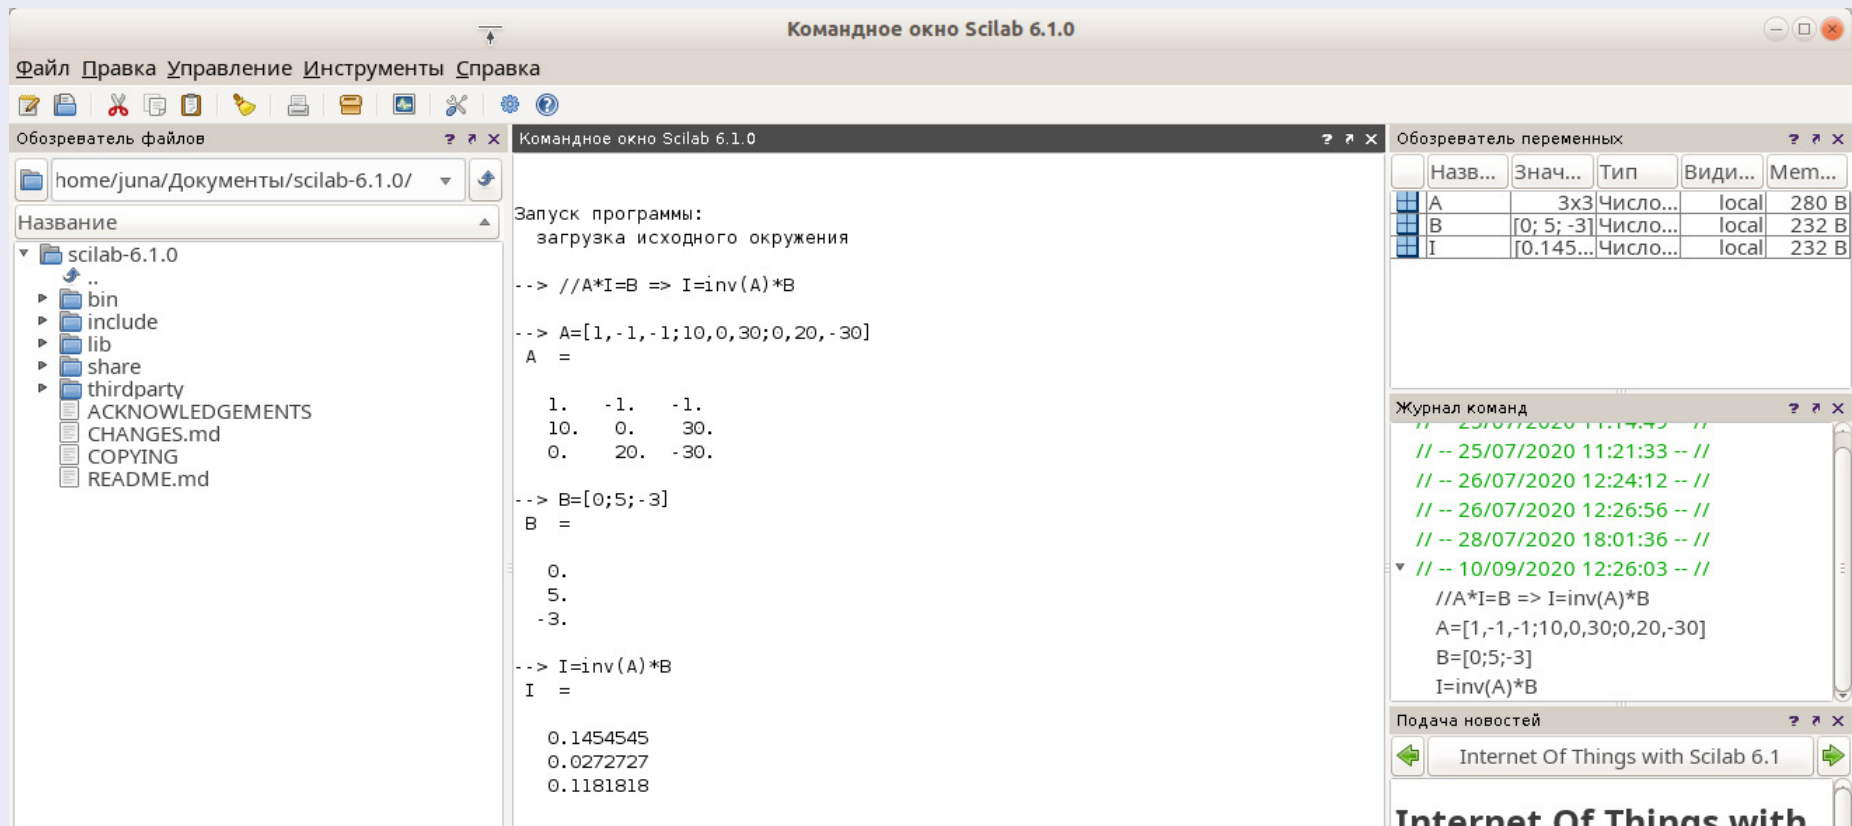 Командное окно Scilab 6.1.0
Файл Правка Управление Инструменты Справка
Обозреватель файлов
home/juna/Документы/scilab-6.1.0/
Название
scilab-6.1.0
..
bin
include
lib
share
thirdparty
ACKNOWLEDGEMENTS
CHANGES.md
COPYING
README.md
Командное окно Scilab 6.1.0
Запуск программы:
загрузка исходного окружения
--> //A*I=B => I=inv(A)*B
--> A=[1,-1,-1;10,0,30;0,20,-30]
A =
1. -1. -1.
10. 0. 30.
0. 20. -30.
--> B=[0;5;-3]
B =
0.
5.
-3.
--> I=inv(A)*B
I =
0.1454545
0.0272727
0.1181818
Обозреватель переменных
Назв... Знач... Тип Види... Mem...
A 3x3 Число... local 280 B
B [0; 5; -3] Число... local 232 B
I [0.145... Число... local 232 B
Журнал команд
// -- 25/07/2020 11:14:49 -- //
// -- 25/07/2020 11:21:33 -- //
// -- 26/07/2020 12:24:12 -- //
// -- 26/07/2020 12:26:56 -- //
// -- 28/07/2020 18:01:36 -- //
// -- 10/09/2020 12:26:03 -- //
//A*I=B => I=inv(A)*B
A=[1,-1,-1;10,0,30;0,20,-30]
B=[0;5;-3]
I=inv(A)*B
Подача новостей
Internet Of Things with Scilab 6.1
Internet Of Things with